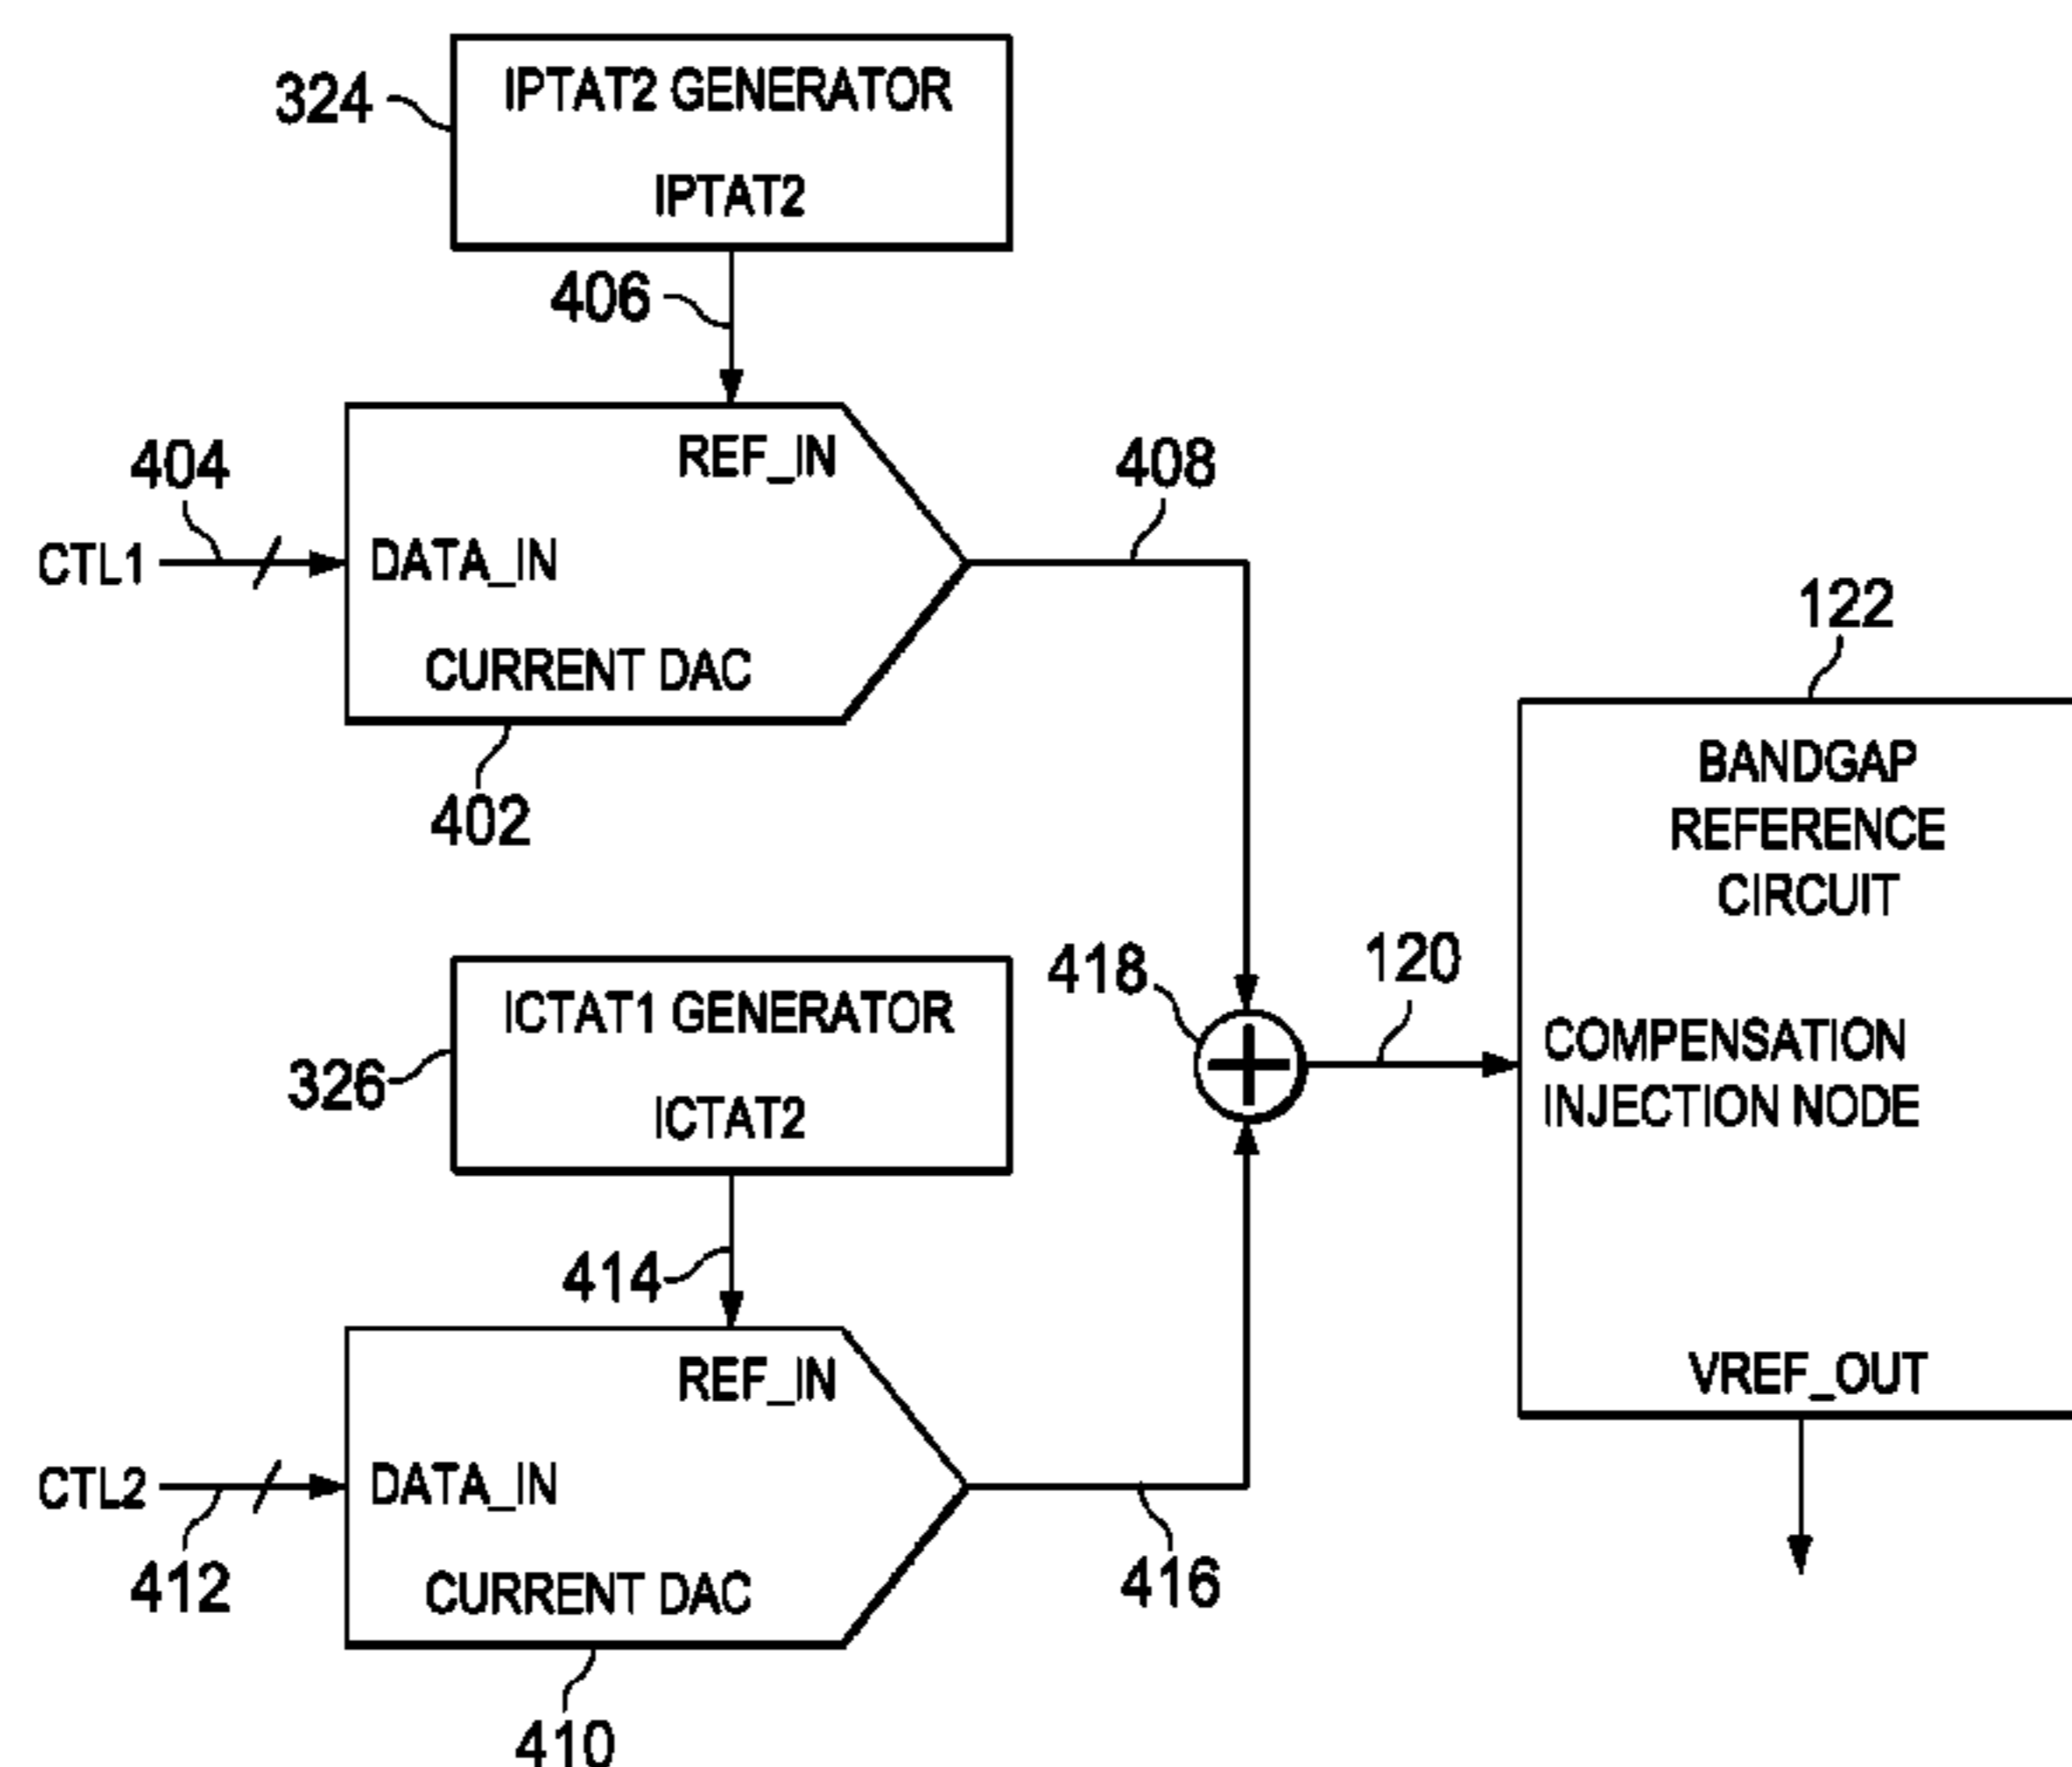 IPTAT2 GENERATOR
324
IPTAT2
406
404
REF_IN
408
CTL1
DATA_IN
122
CURRENT DAC
402
BANDGAP
REFERENCE
CIRCUIT
418
120
ICTAT1 GENERATOR
326
COMPENSATION
INJECTION NODE
ICTAT2
414
REF_IN
VREF_OUT
CTL2
DATA_IN
412
CURRENT DAC
416
410